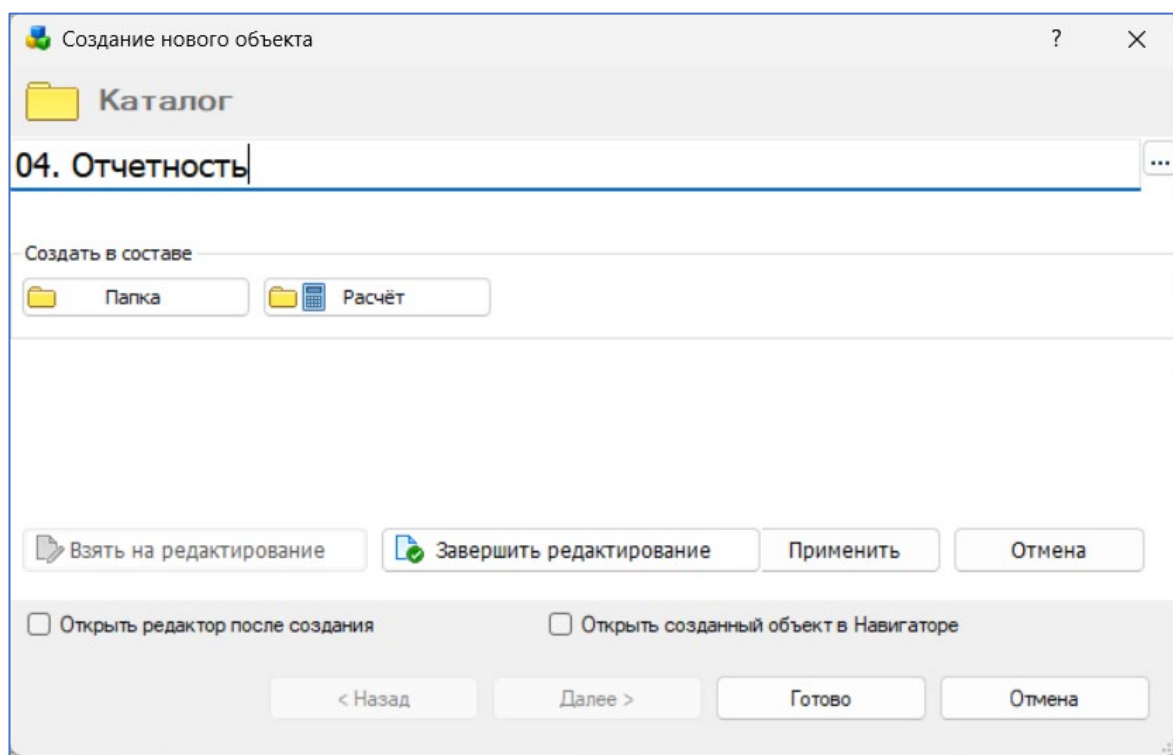 Создание нового объекта ?
Каталог
04. Отчетность ...
Создать в составе
Папка Расчёт
Взять на редактирование Завершить редактирование Применить Отмена
Открыть редактор после создания Открыть созданный объект в Навигаторе
< Назад Далее > Готово Отмена